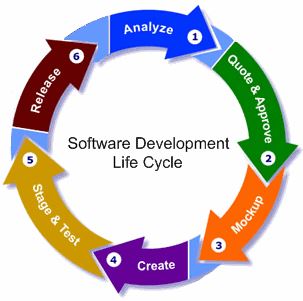 Software Development
Life Cycle
Analyze
1
Quote & Approve
2
Mockup
3
Create
4
Stage & Test
5
Release
6